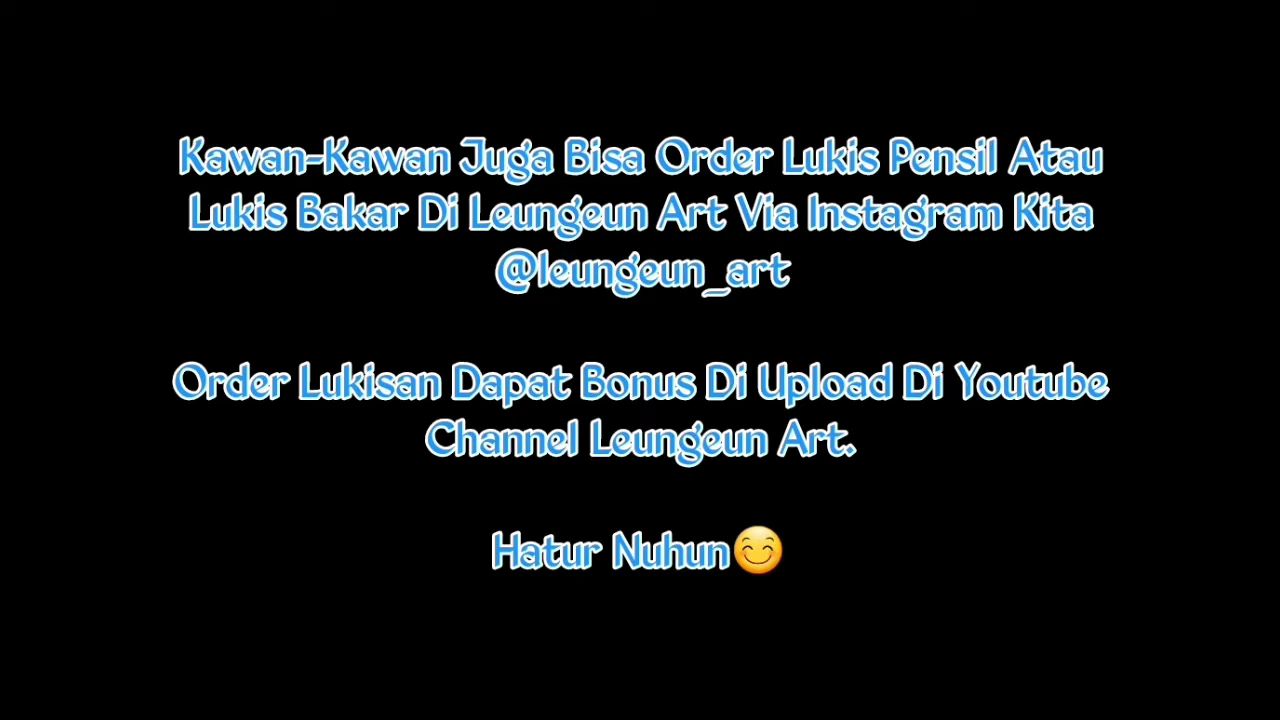 Kawan-Kawan Juga Bisa Order Lukis Pensil Atau
Lukis Bakar Di Leungeun Art Via Instagram Kita
@leungeun_art
Order Lukisan Dapat Bonus Di Upload Di Youtube
Channel Leungeun Art.
Hatur Nuhun😊